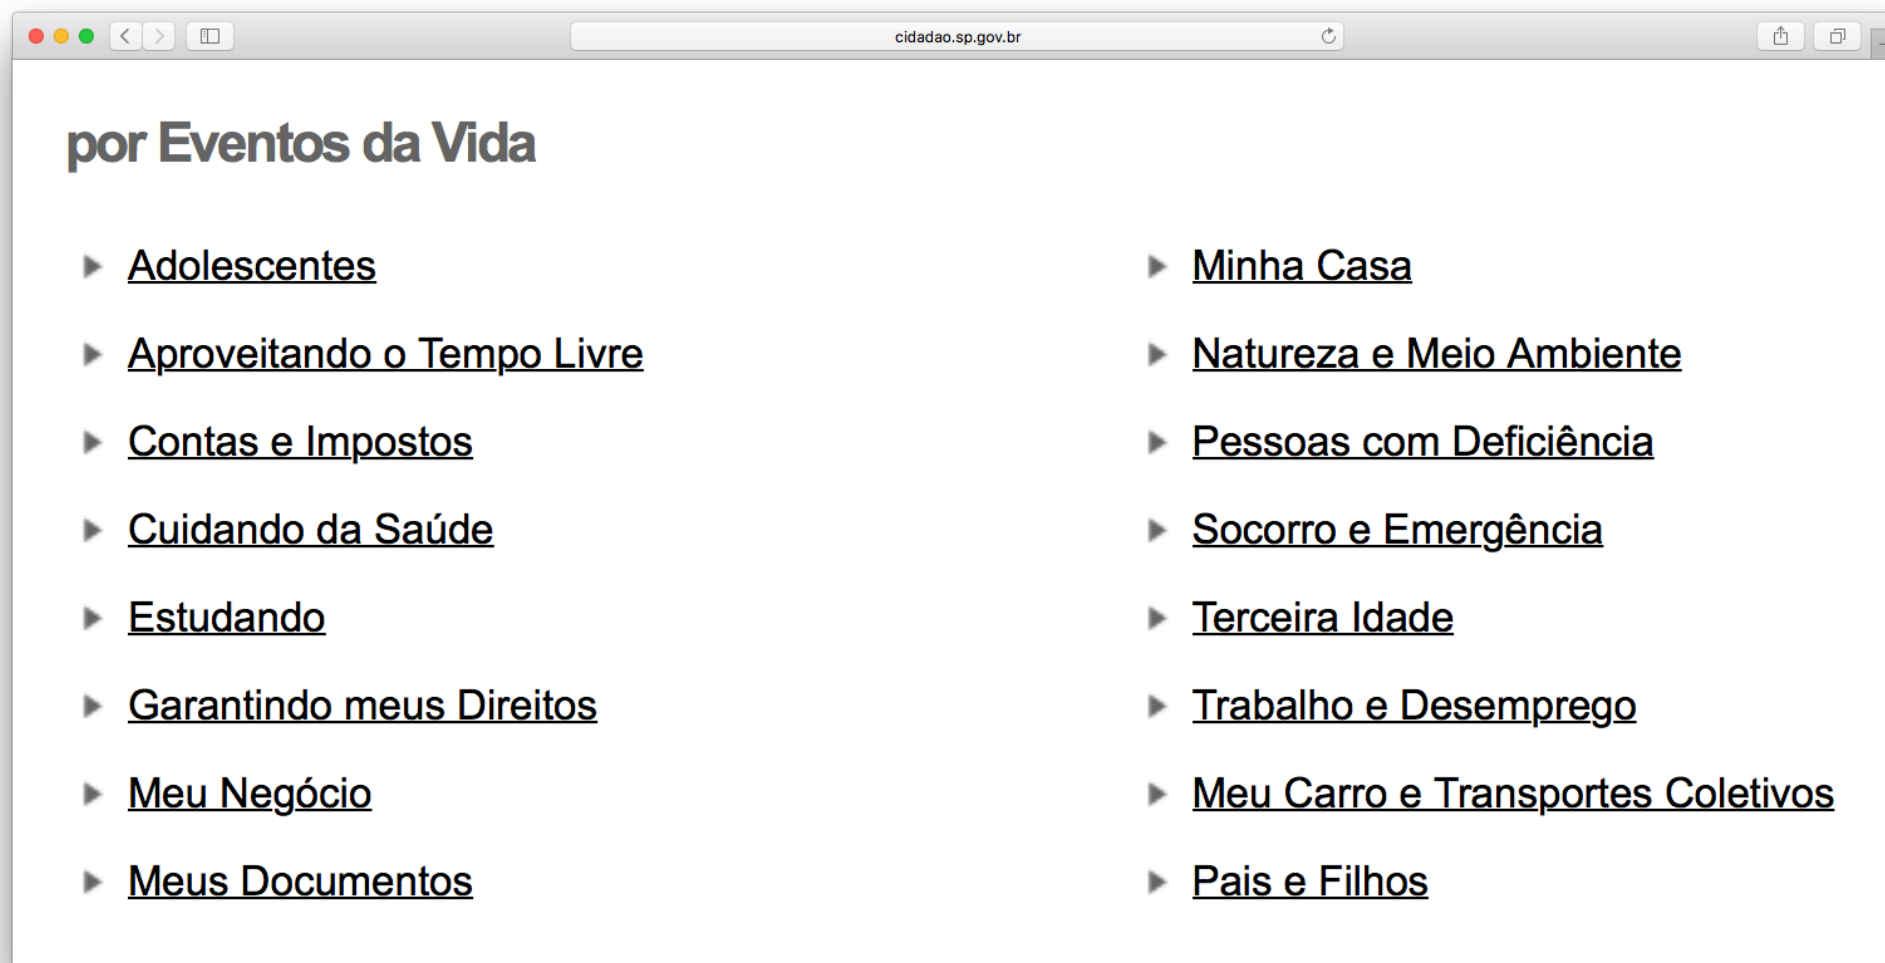 cidadao.sp.gov.br
por Eventos da Vida
Adolescentes
Aproveitando o Tempo Livre
Contas e Impostos
Cuidando da Saúde
Estudando
Garantindo meus Direitos
Meu Negócio
Meus Documentos
Minha Casa
Natureza e Meio Ambiente
Pessoas com Deficiência
Socorro e Emergência
Terceira Idade
Trabalho e Desemprego
Meu Carro e Transportes Coletivos
Pais e Filhos